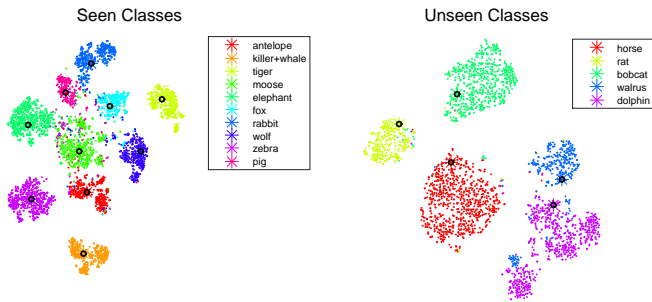 Seen Classes
antelope
killer+whale
tiger
moose
elephant
fox
rabbit
wolf
zebra
pig
Unseen Classes
horse
rat
bobcat
walrus
dolphin